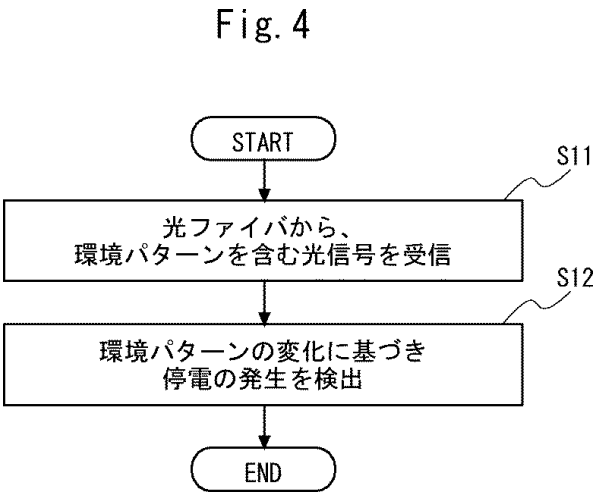 Fig. 4
START
S11
光ファイバから、
環境パターンを含む光信号を受信
S12
環境パターンの変化に基づき
停電の発生を検出
END